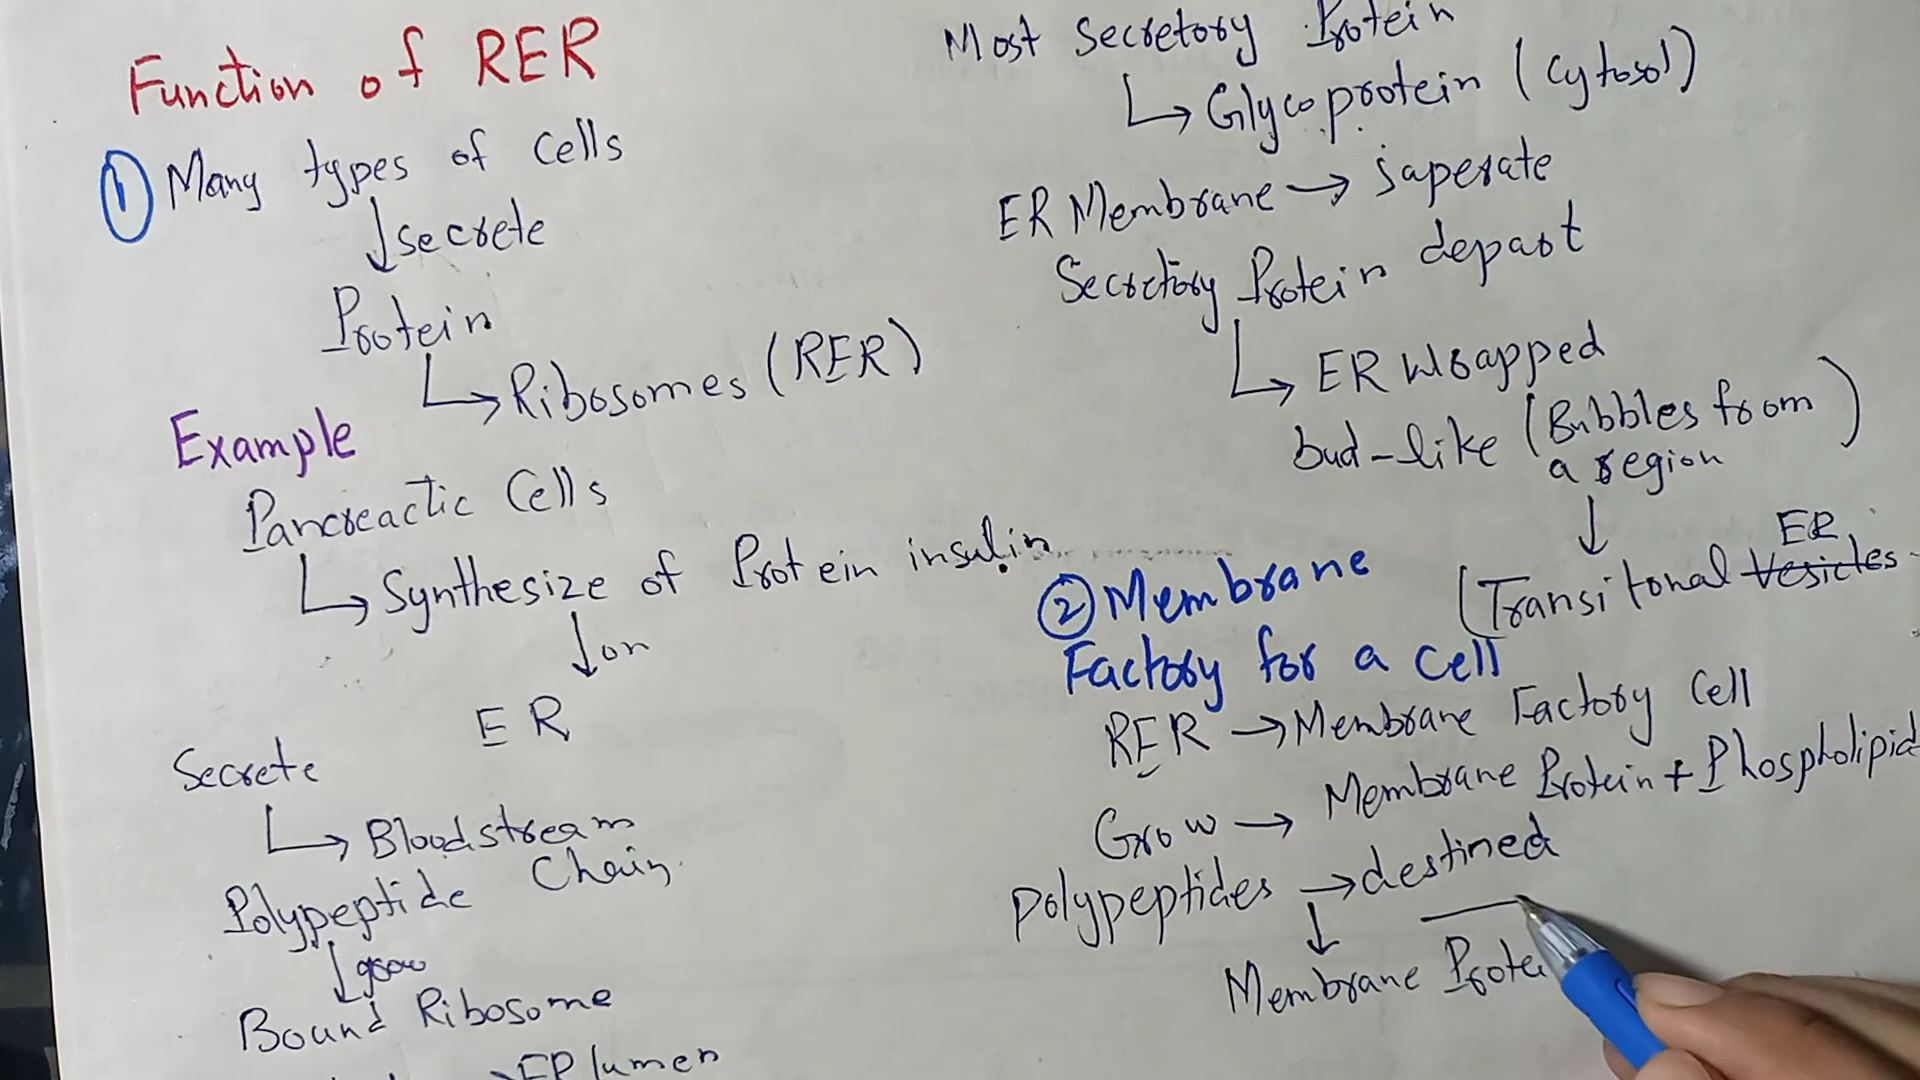 Function of RER
① Many types of cells
↓ secrete
Protein
↳ Ribosomes (RER)
Example
Pancreactic Cells
↳ Synthesize of Protein insulin
↓ on
ER
Secrete
↳ Bloodstream
Polypeptide Chain
↓ grow
Bound Ribosome
→ ER lumen
Most Secretory Protein
↳ Glycoprotein (Cytosol)
ER Membrane → saperate
Secretory Protein depart
↳ ER Wrapped
bud-like (Bubbles from
a region)
↓
ER
(Transitonal Vesicles
② Membrane
Factory for a cell
RER → Membrane Factory Cell
Grow → Membrane Protein + Phospholipid
Polypeptides → destined
↓
Membrane Protei